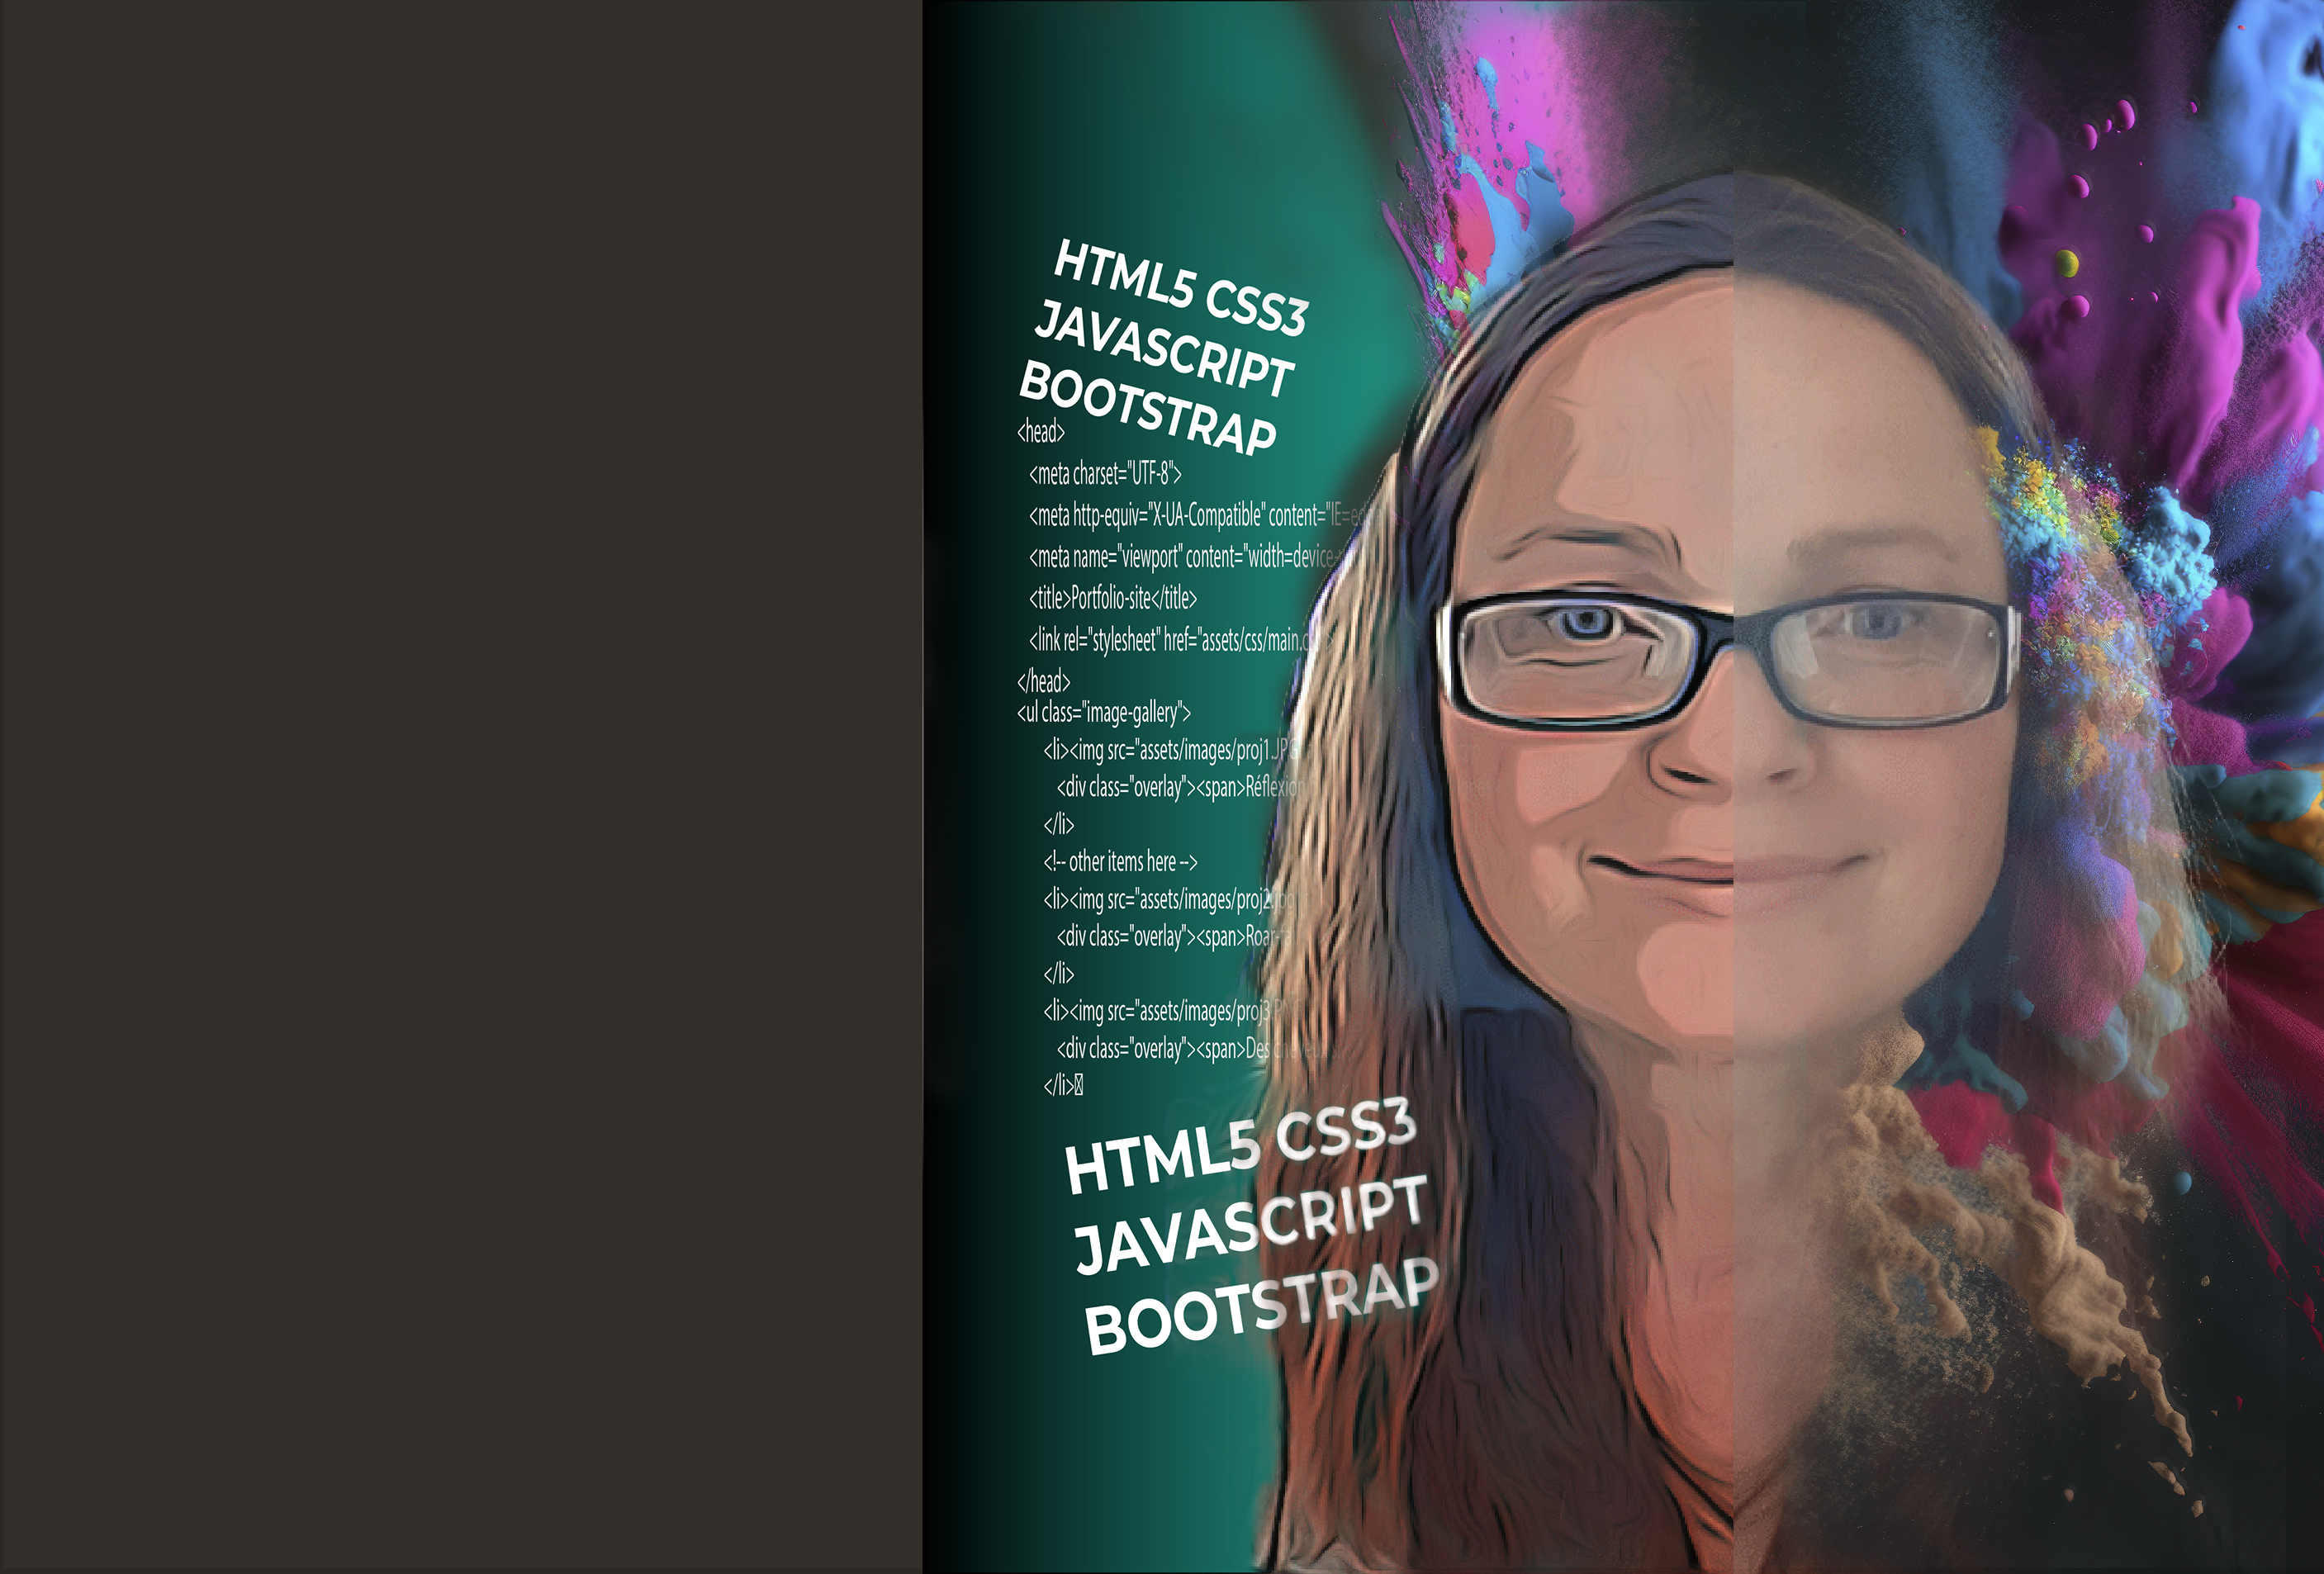 HTML5 CSS3
JAVASCRIPT
BOOTSTRAP
<head>
<meta charset="UTF-8">
<meta http-equiv="X-UA-Compatible" content="IE=ed
<meta name="viewport" content="width=device-
<title>Portfolio-site</title>
<link rel="stylesheet" href="assets/css/main.c
</head>
<ul class="image-gallery">
<li><img src="assets/images/proj1.JPG
<div class="overlay"><span>Réflexion
</li>
<!-- other items here -->
<li><img src="assets/images/proj2.jpg
<div class="overlay"><span>Roar-
</li>
<li><img src="assets/images/proj3.PN
<div class="overlay"><span>Des
</li>
HTML5 CSS3
JAVASCRIPT
BOOTSTRAP